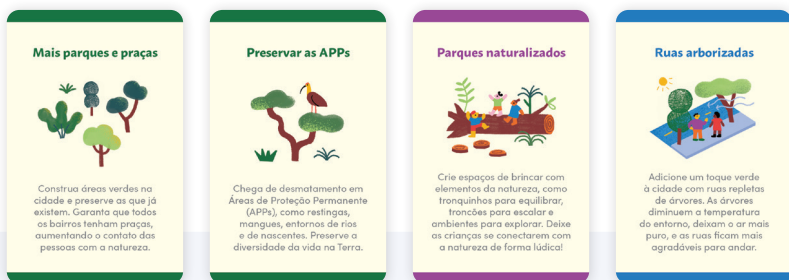 Mais parques e praças
Construa áreas verdes na
cidade e preserve as que já
existem. Garanta que todos
os bairros tenham praças,
aumentando o contato das
pessoas com a natureza.
Preservar as APPs
Chega de desmatamento em
Áreas de Proteção Permanente
(APPs), como restingas,
mangues, entornos de rios
e de nascentes. Preserve a
diversidade da vida na Terra.
Parques naturalizados
Crie espaços de brincar com
elementos da natureza, como
tronquinhos para equilibrar,
troncões para escalar e
ambientes para explorar. Deixe
as crianças se conectarem com
a natureza de forma lúdica!
Ruas arborizadas
Adicione um toque verde
à cidade com ruas repletas
de árvores. As árvores
diminuem a temperatura
do entorno, deixam o ar mais
puro, e as ruas ficam mais
agradáveis para andar.